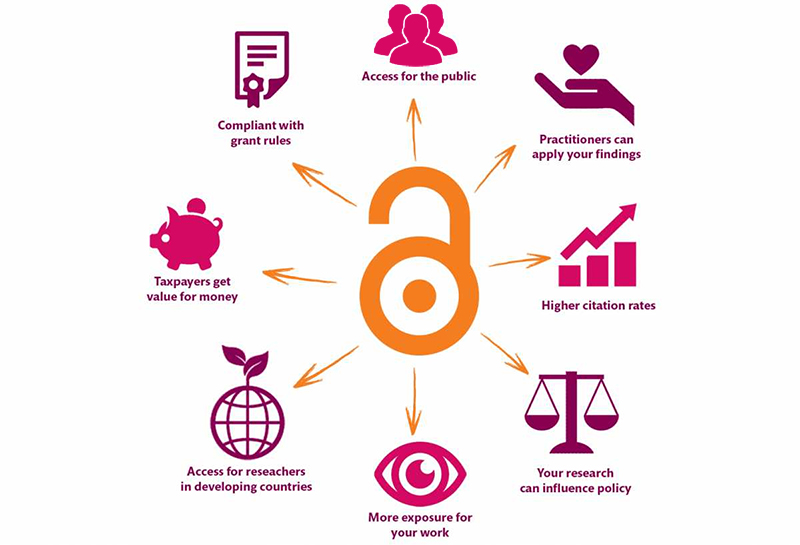 Access for the public
Compliant with
grant rules
Practitioners can
apply your findings
Taxpayers get
value for money
Higher citation rates
Access for reseachers
in developing countries
Your research
can influence policy
More exposure for
your work